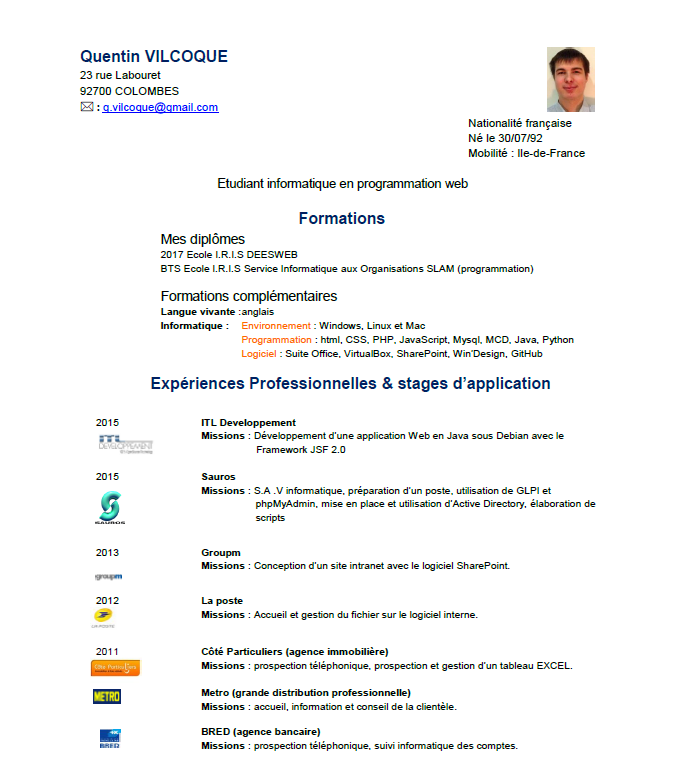 Quentin VILCOQUE
23 rue Labouret
92700 COLOMBES
: q.vilcoque@gmail.com
Nationalité française
Né le 30/07/92
Mobilité : Ile-de-France
Etudiant informatique en programmation web
Formations
Mes diplômes
2017 Ecole I.R.I.S DEESWEB
BTS Ecole I.R.I.S Service Informatique aux Organisations SLAM (programmation)
Formations complémentaires
Langue vivante :anglais
Informatique : Environnement : Windows, Linux et Mac
Programmation : html, CSS, PHP, JavaScript, Mysql, MCD, Java, Python
Logiciel : Suite Office, VirtualBox, SharePoint, Win'Design, GitHub
Expériences Professionnelles & stages d'application
2015 ITL Developpement
Missions : Développement d'une application Web en Java sous Debian avec le
Framework JSF 2.0
ITL
DEVELOPPEMENT
2015 Sauros
Missions : S.A .V informatique, préparation d'un poste, utilisation de GLPI et
phpMyAdmin, mise en place et utilisation d'Active Directory, élaboration de
scripts
SAUROS
2013 Groupm
Missions : Conception d'un site intranet avec le logiciel SharePoint.
groupm
2012 La poste
Missions : Accueil et gestion du fichier sur le logiciel interne.
LA POSTE
2011 Côté Particuliers (agence immobilière)
Missions : prospection téléphonique, prospection et gestion d'un tableau EXCEL.
Côté Particuliers
Metro (grande distribution professionnelle)
METRO
Missions : accueil, information et conseil de la clientèle.
BRED (agence bancaire)
Missions : prospection téléphonique, suivi informatique des comptes.
BRED